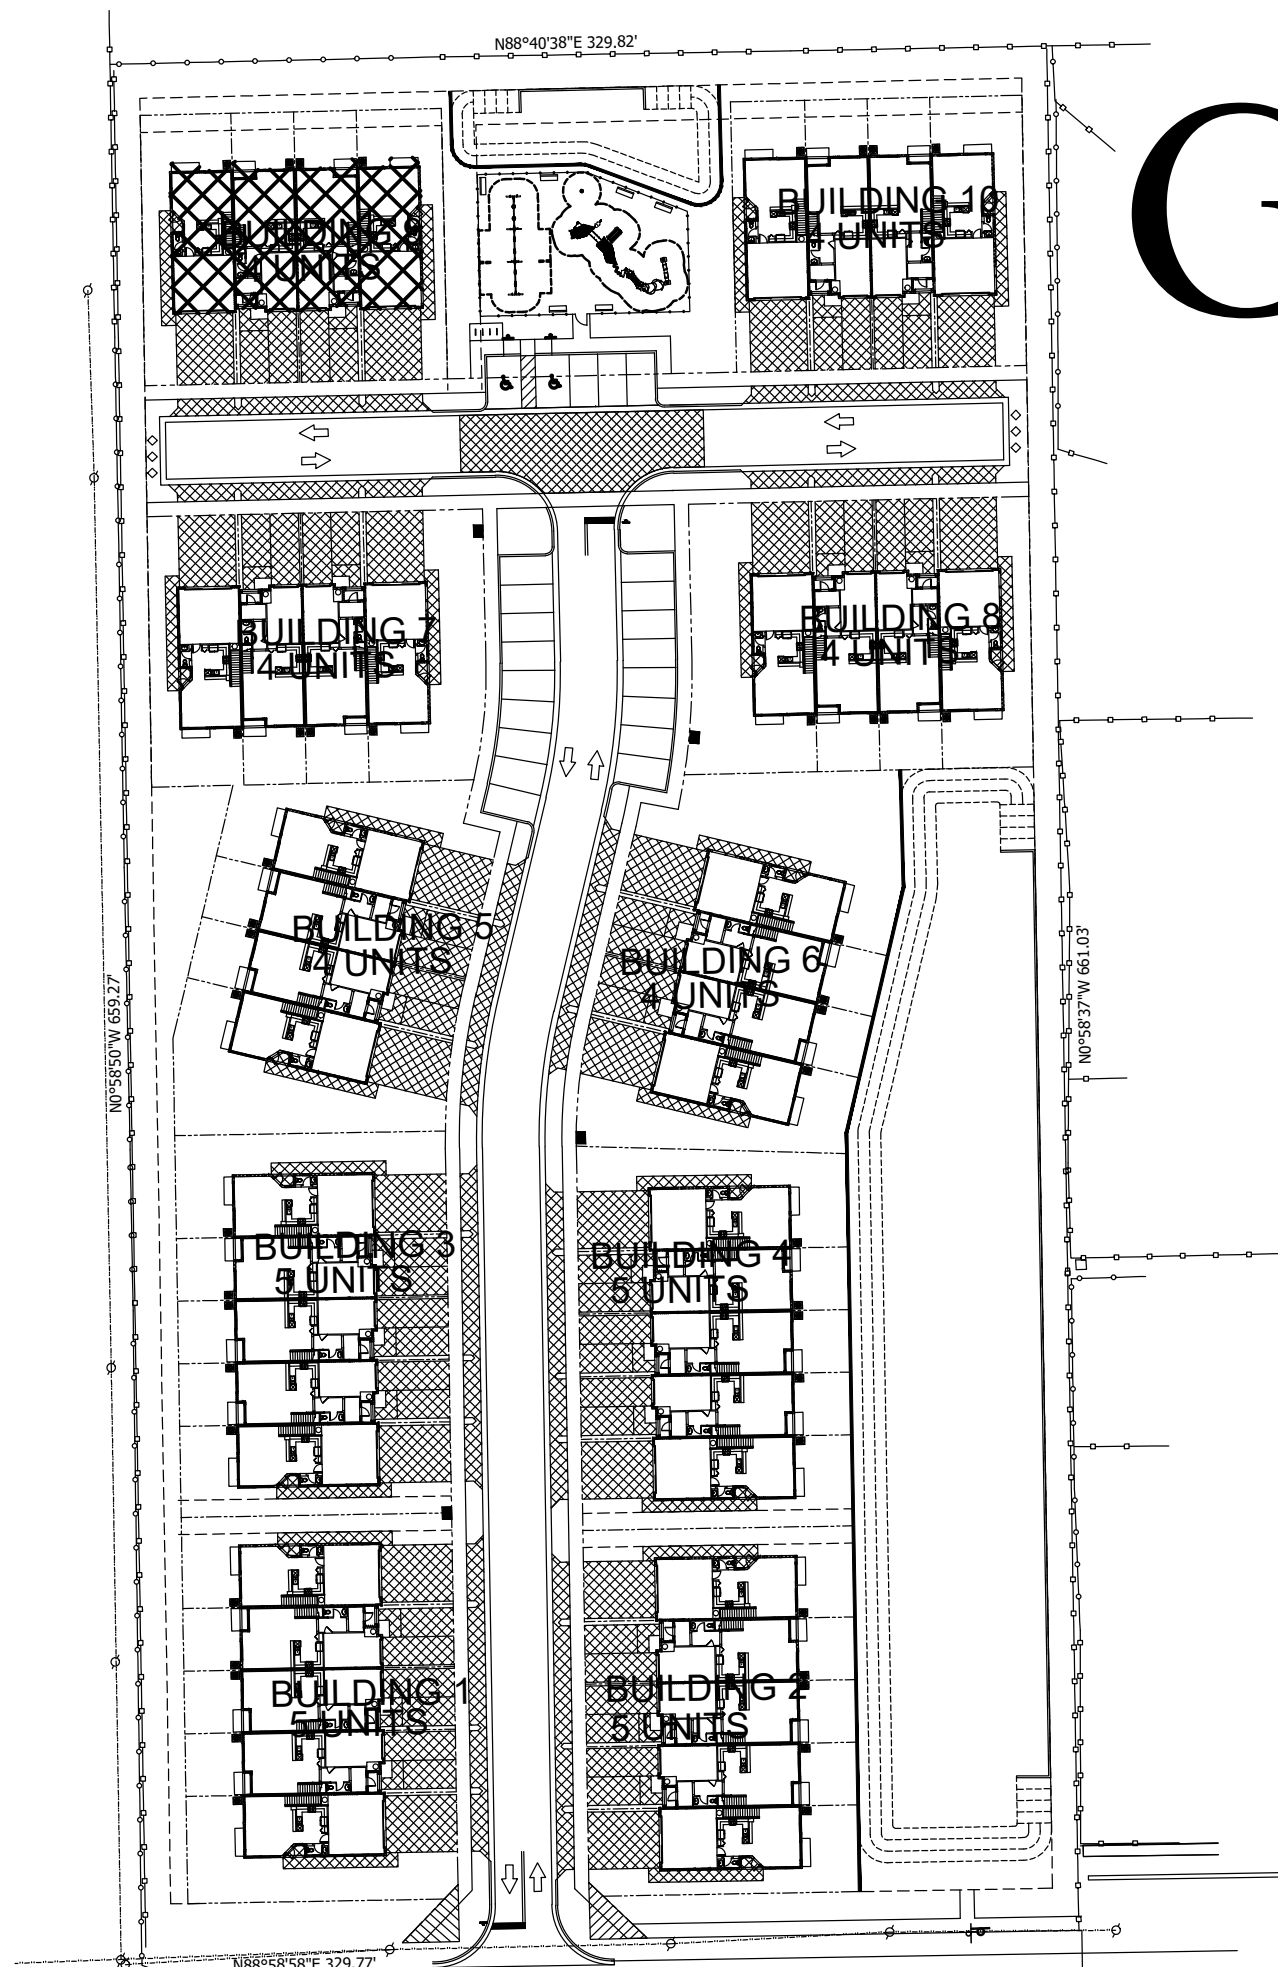 N88°40'38"E 329.82'
G
BUILDING 9
4 UNITS
BUILDING 10
4 UNITS
BUILDING 7
4 UNITS
BUILDING 8
4 UNITS
BUILDING 5
4 UNITS
BUILDING 6
4 UNITS
N0°58'50"W 659.27'
N0°58'37"W 661.03'
BUILDING 3
5 UNITS
BUILDING 4
5 UNITS
BUILDING 1
5 UNITS
BUILDING 2
5 UNITS
N88°58'58"E 329.77'